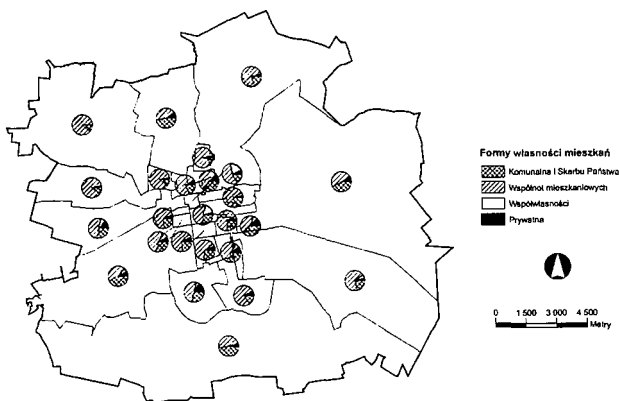 Formy własności mieszkań
Komunalna i Skarbu Państwa
Wspólnot mieszkaniowych
Współwłasności
Prywatna
0 1 500 3 000 4 500
Metry